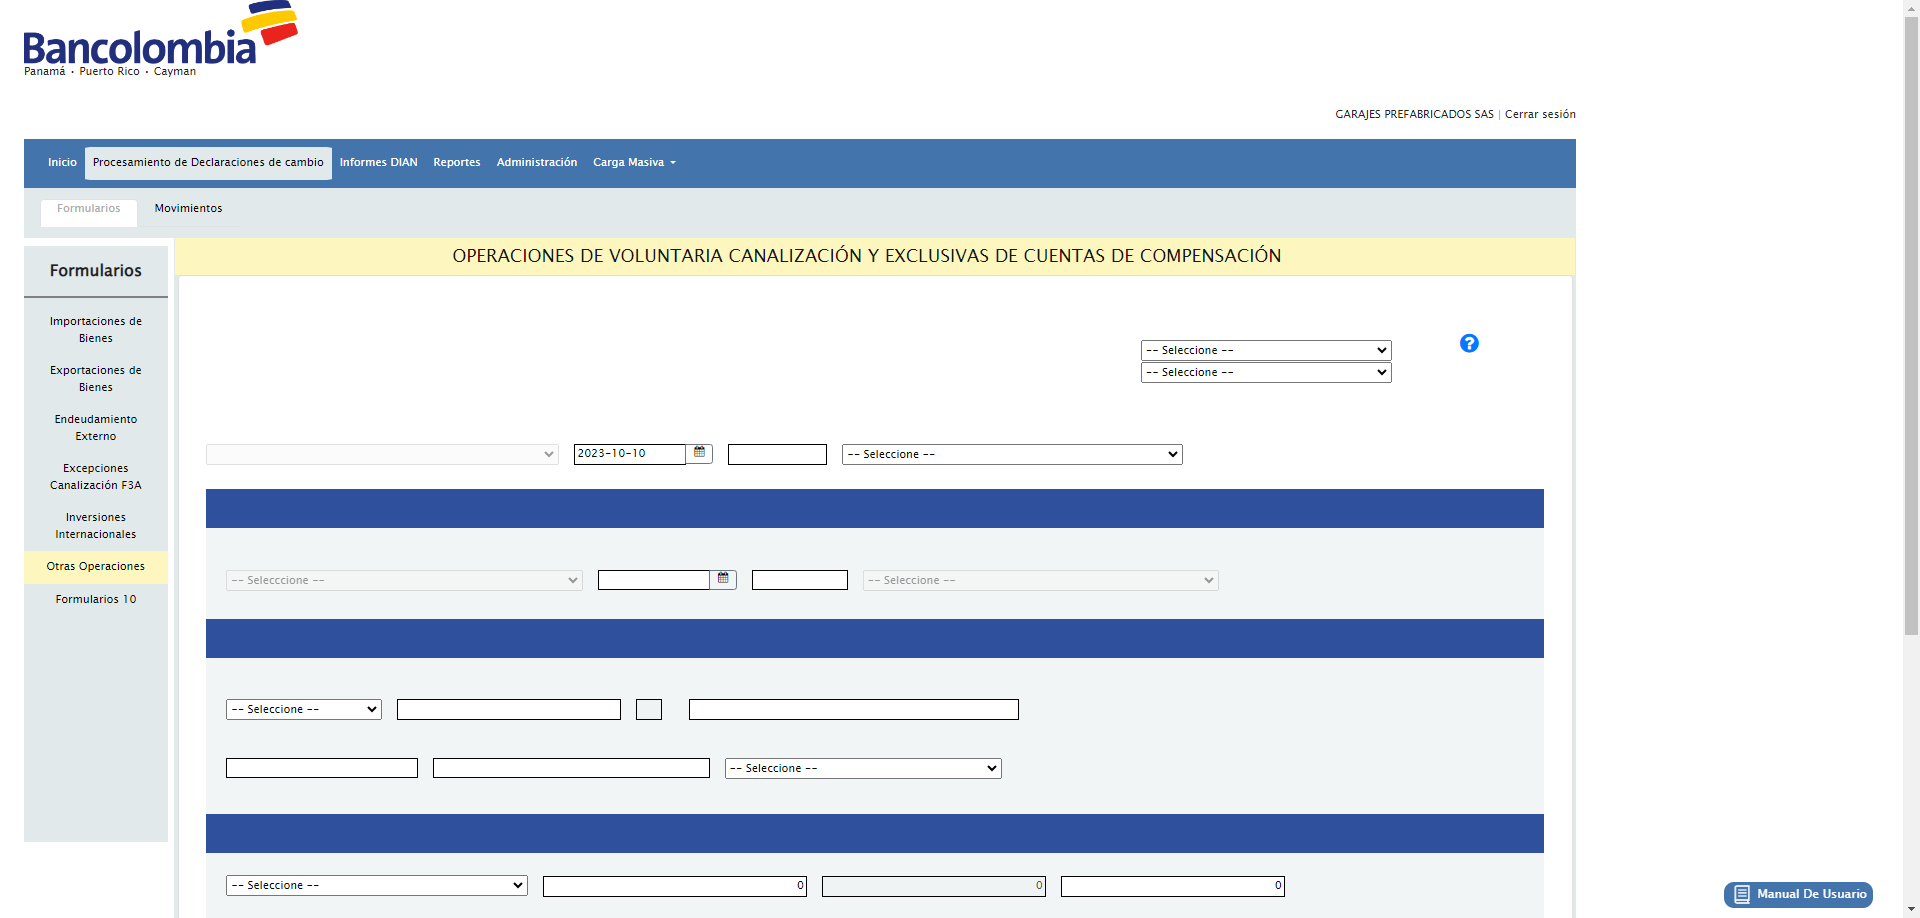 Bancolombia
Panamá • Puerto Rico • Cayman
GARAJES PREFABRICADOS SAS | Cerrar sesión
Inicio Procesamiento de Declaraciones de cambio Informes DIAN Reportes Administración Carga Masiva
Formularios Movimientos
Formularios
Importaciones de
Bienes
Exportaciones de
Bienes
Endeudamiento
Externo
Excepciones
Canalización F3A
Inversiones
Internacionales
Otras Operaciones
Formularios 10
OPERACIONES DE VOLUNTARIA CANALIZACIÓN Y EXCLUSIVAS DE CUENTAS DE COMPENSACIÓN
-- Seleccione --
?
-- Seleccione --
2023-10-10 -- Seleccione --
-- Selecccione -- -- Seleccione --
-- Seleccione --
-- Seleccione --
-- Seleccione -- 0 0 0
Manual De Usuario